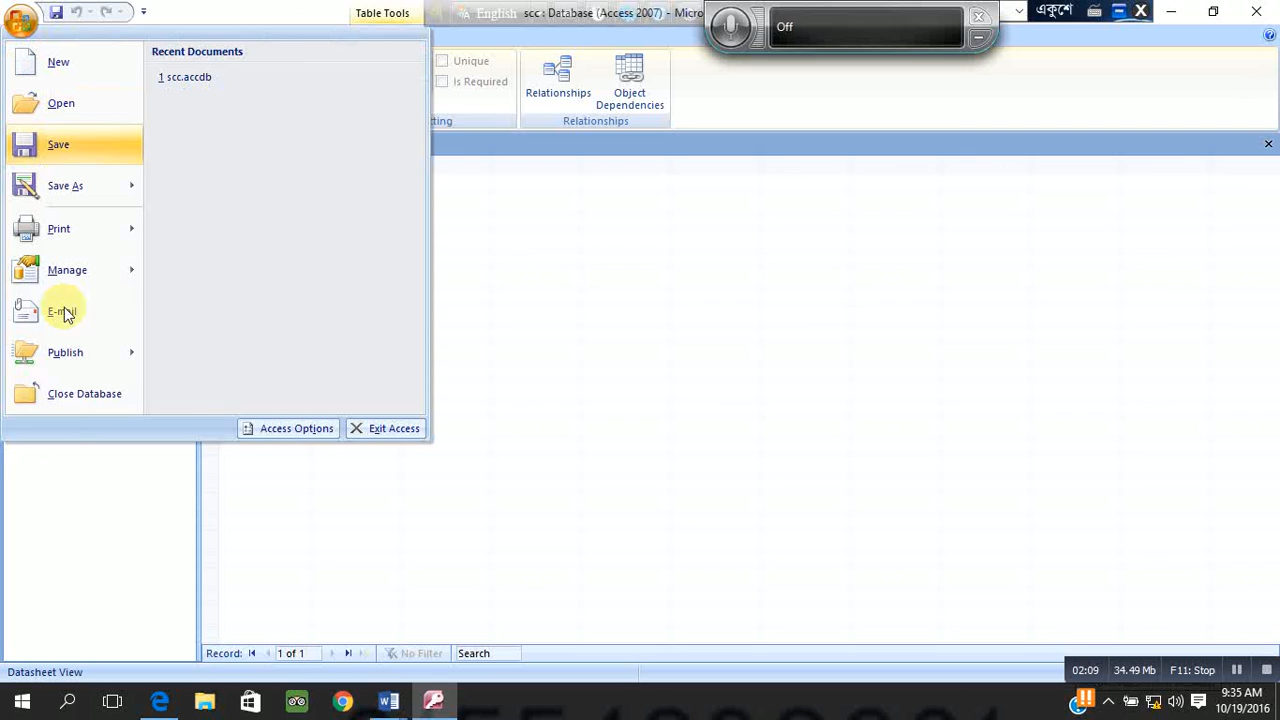 Table Tools
English
scc : Database (Access 2007) - Micro
Off
একুশে
Recent Documents
1 scc.accdb
New
Open
Save
Save As
Print
Manage
Publish
Close Database
Access Options
Exit Access
Unique
is Required
Relationships
Object Dependencies
Relationships
Record:
1 of 1
No Filter
Search
Datasheet View
02:09
34.49 Mb
F11: Stop
9:35 AM
10/19/2016